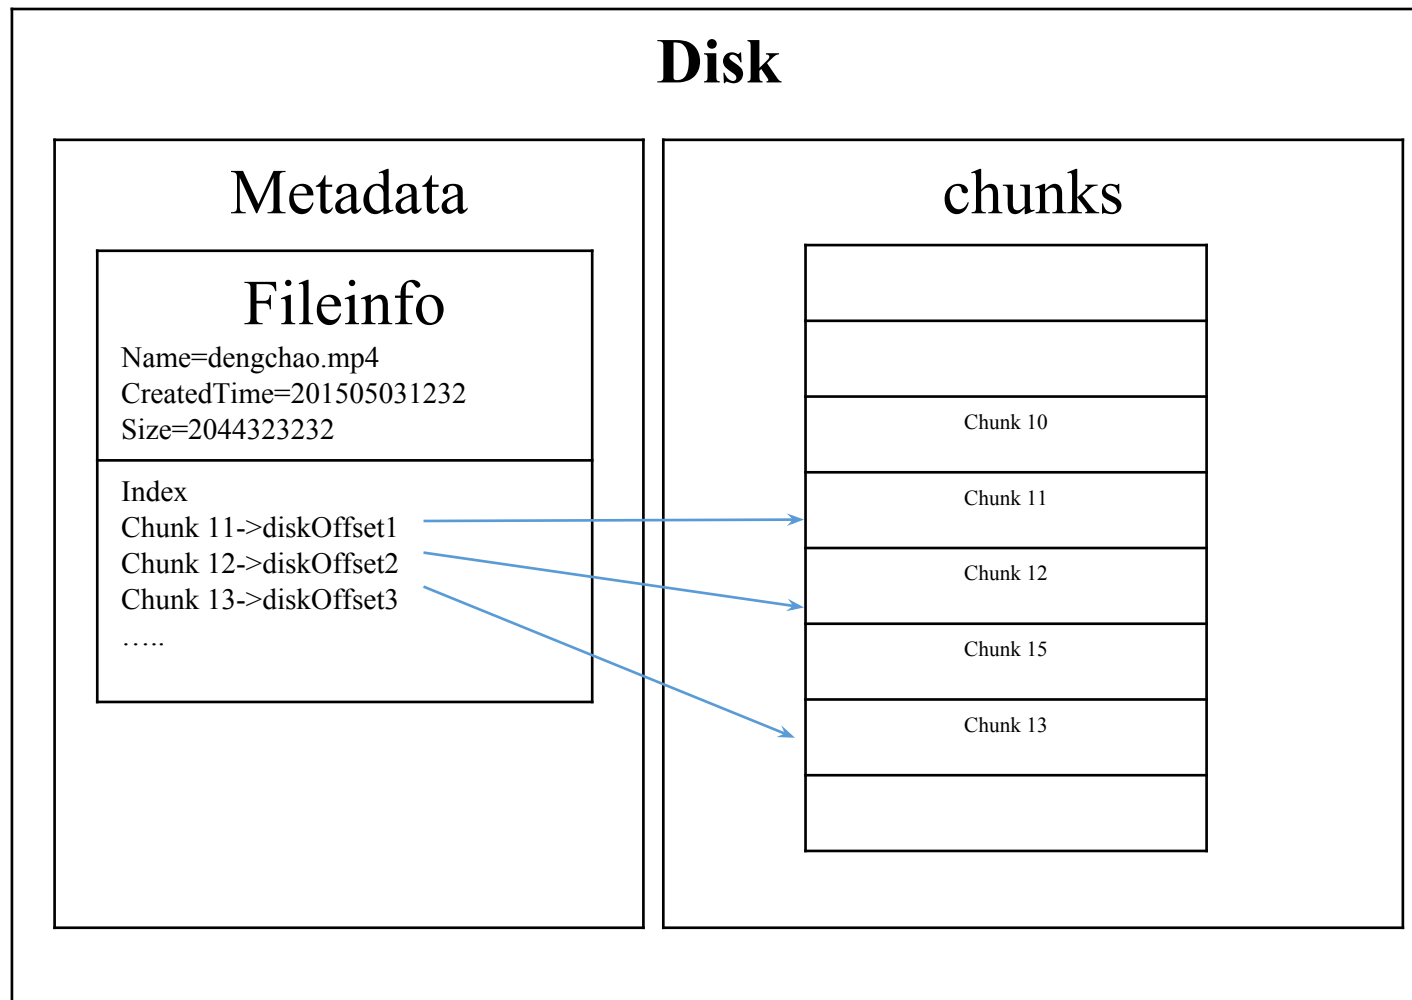 Disk
Metadata
Fileinfo
Name=dengchao.mp4
CreatedTime=201505031232
Size=2044323232
Index
Chunk 11->diskOffset1
Chunk 12->diskOffset2
Chunk 13->diskOffset3
…..
chunks
Chunk 10
Chunk 11
Chunk 12
Chunk 15
Chunk 13